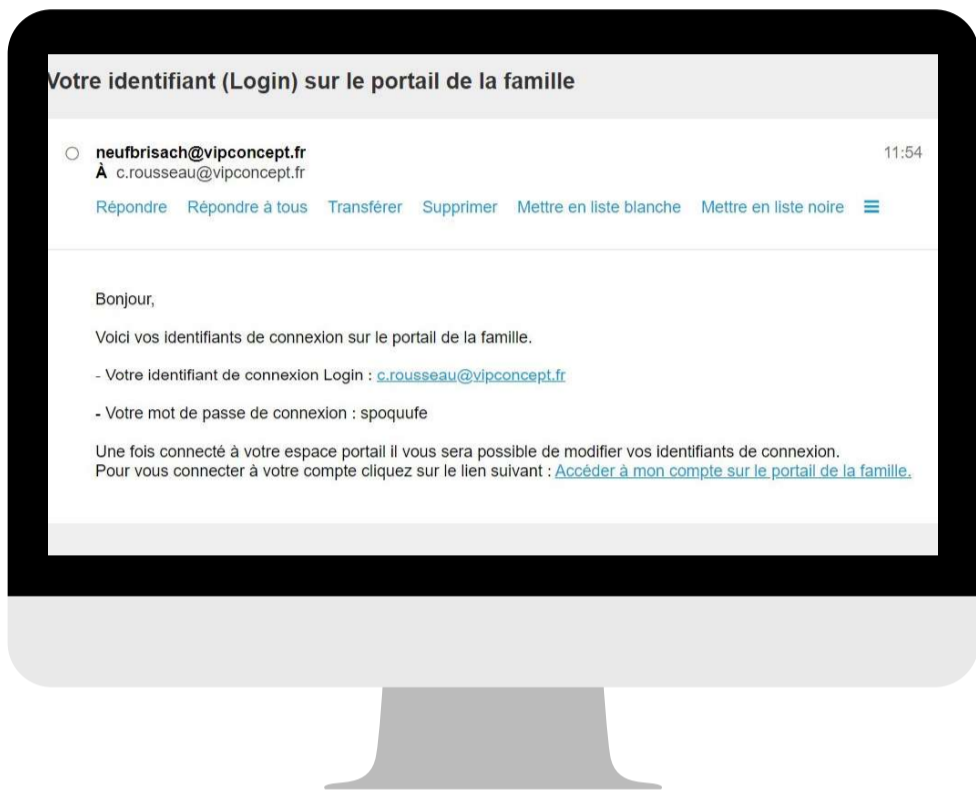 Votre identifiant (Login) sur le portail de la famille
neufbrisach@vipconcept.fr 11:54
À c.rousseau@vipconcept.fr
Répondre Répondre à tous Transférer Supprimer Mettre en liste blanche Mettre en liste noire
Bonjour,
Voici vos identifiants de connexion sur le portail de la famille.
- Votre identifiant de connexion Login : c.rousseau@vipconcept.fr
- Votre mot de passe de connexion : spoquufe
Une fois connecté à votre espace portail il vous sera possible de modifier vos identifiants de connexion.
Pour vous connecter à votre compte cliquez sur le lien suivant : Accéder à mon compte sur le portail de la famille.